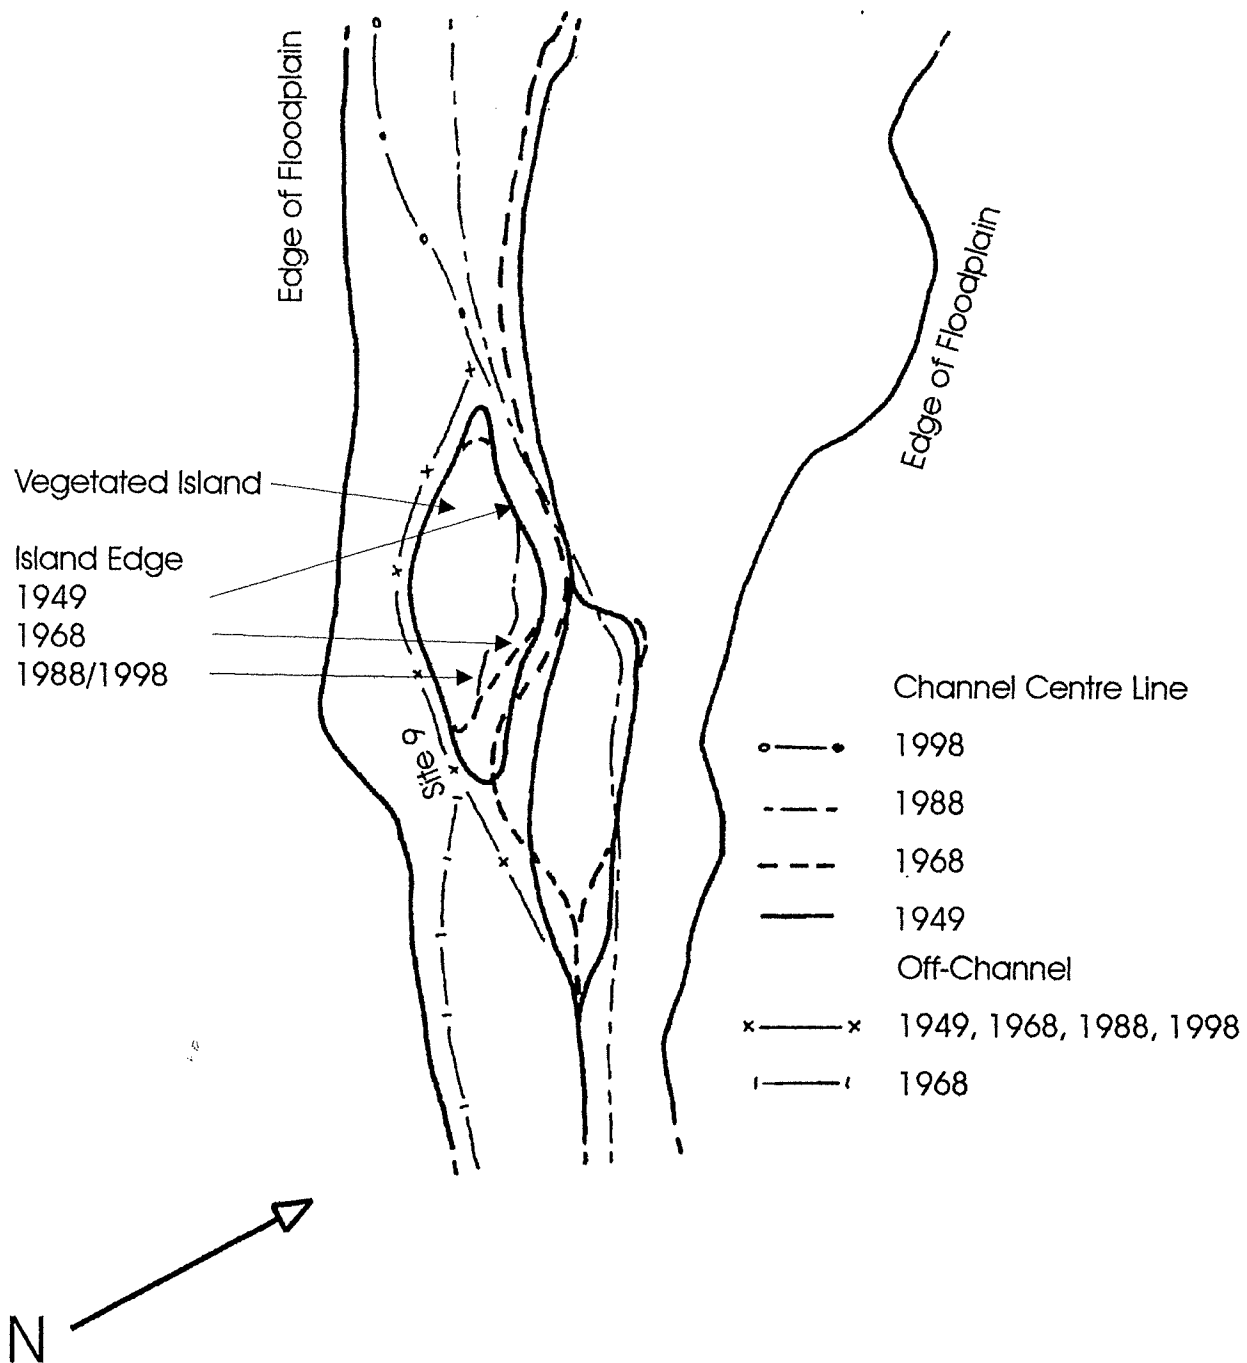 Edge of Floodplain
Edge of Floodplain
Vegetated Island
Island Edge
1949
1968
1988/1998
Site 9
Channel Centre Line
1998
1988
1968
1949
Off-Channel
1949, 1968, 1988, 1998
1968
N